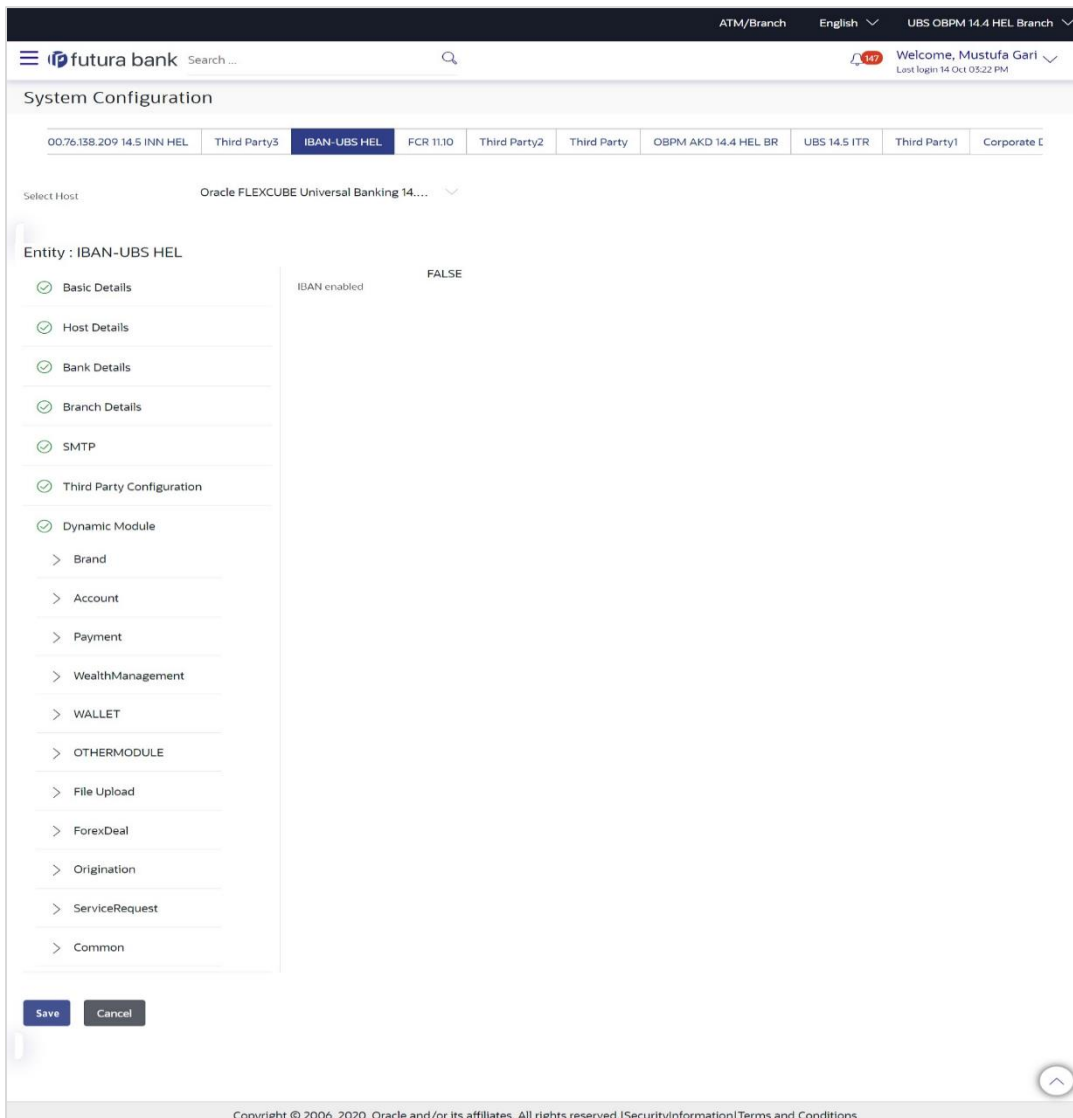 ATM/Branch English UBS OBPM 14.4 HEL Branch
futura bank Search ... 147 Welcome, Mustufa Gari
Last login 14 Oct 03:22 PM
System Configuration
00.76.138.209 14.5 INN HEL Third Party3 IBAN-UBS HEL FCR 11.10 Third Party2 Third Party OBPM AKD 14.4 HEL BR UBS 14.5 ITR Third Party1 Corporate
Select Host Oracle FLEXCUBE Universal Banking 14....
Entity : IBAN-UBS HEL
FALSE
Basic Details IBAN enabled
Host Details
Bank Details
Branch Details
SMTP
Third Party Configuration
Dynamic Module
Brand
Account
Payment
WealthManagement
WALLET
OTHERMODULE
File Upload
ForexDeal
Origination
ServiceRequest
Common
Save Cancel
Copyright © 2006, 2020, Oracle and/or its affiliates. All rights reserved.|SecurityInformation|Terms and Conditions